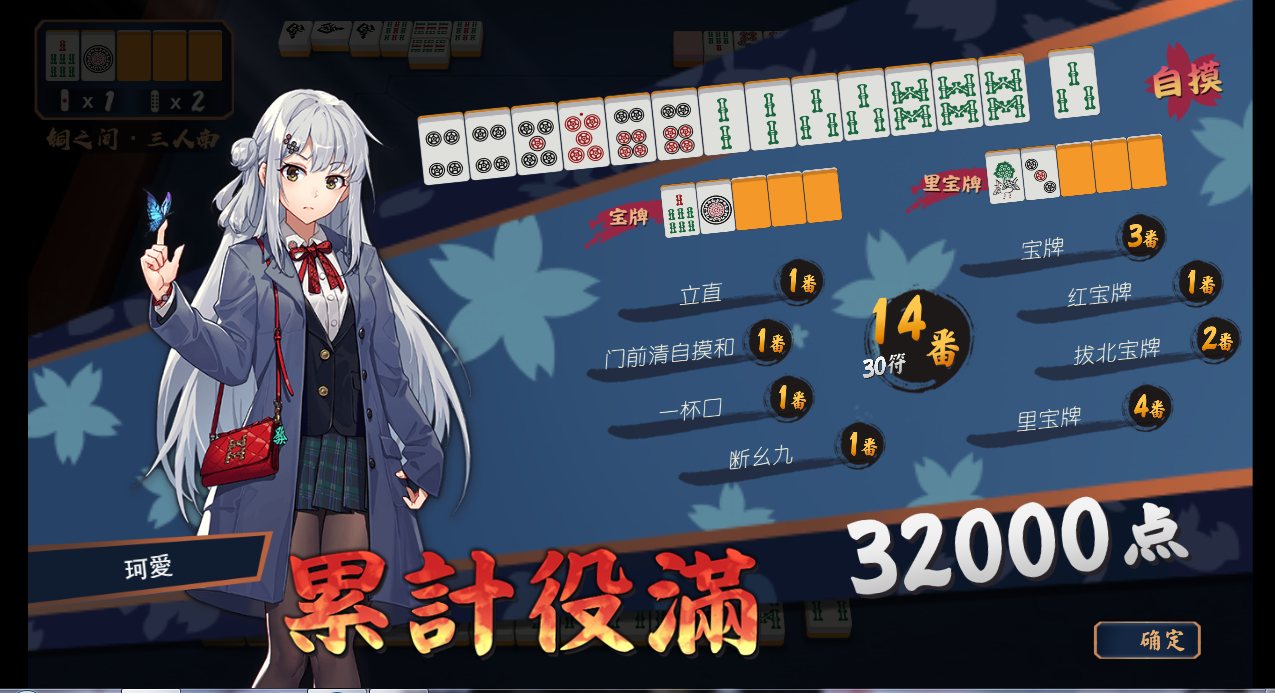 x 1 x 2
铜之间·三人南
自摸
宝牌
里宝牌
立直 1番
门前清自摸和 1番
一杯口 1番
断幺九 1番
14番
30符
宝牌 3番
红宝牌 1番
拔北宝牌 2番
里宝牌 4番
珂愛
累計役滿
32000点
确定